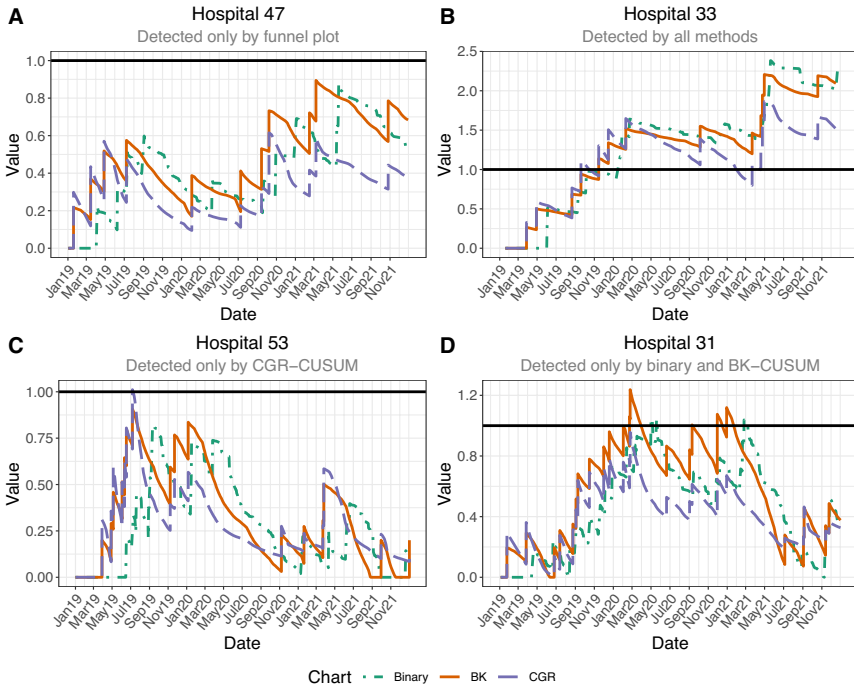 A
Hospital 47
Detected only by funnel plot
1.0
0.8
0.6
0.4
0.2
0.0
Value
Jan19 Mar19 May19 Jul19 Sep19 Nov19 Jan20 Mar20 May20 Jul20 Sep20 Nov20 Jan21 Mar21 May21 Jul21 Sep21 Nov21
Date
B
Hospital 33
Detected by all methods
2.5
2.0
1.5
1.0
0.5
0.0
Value
Jan19 Mar19 May19 Jul19 Sep19 Nov19 Jan20 Mar20 May20 Jul20 Sep20 Nov20 Jan21 Mar21 May21 Jul21 Sep21 Nov21
Date
C
Hospital 53
Detected only by CGR−CUSUM
1.00
0.75
0.50
0.25
0.00
Value
Jan19 Mar19 May19 Jul19 Sep19 Nov19 Jan20 Mar20 May20 Jul20 Sep20 Nov20 Jan21 Mar21 May21 Jul21 Sep21 Nov21
Date
D
Hospital 31
Detected only by binary and BK−CUSUM
1.2
0.8
0.4
0.0
Value
Jan19 Mar19 May19 Jul19 Sep19 Nov19 Jan20 Mar20 May20 Jul20 Sep20 Nov20 Jan21 Mar21 May21 Jul21 Sep21 Nov21
Date
Chart Binary BK CGR